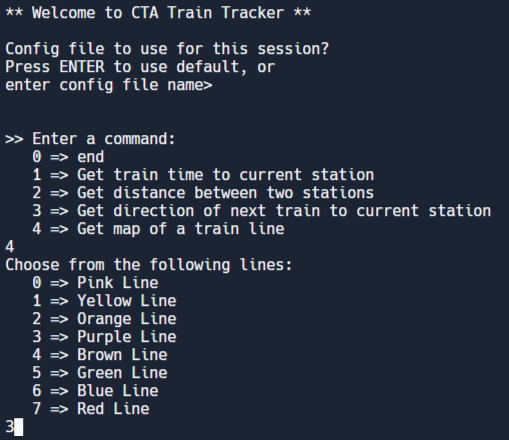 ** Welcome to CTA Train Tracker **
Config file to use for this session?
Press ENTER to use default, or
enter config file name>
>> Enter a command:
0 => end
1 => Get train time to current station
2 => Get distance between two stations
3 => Get direction of next train to current station
4 => Get map of a train line
4
Choose from the following lines:
0 => Pink Line
1 => Yellow Line
2 => Orange Line
3 => Purple Line
4 => Brown Line
5 => Green Line
6 => Blue Line
7 => Red Line
3